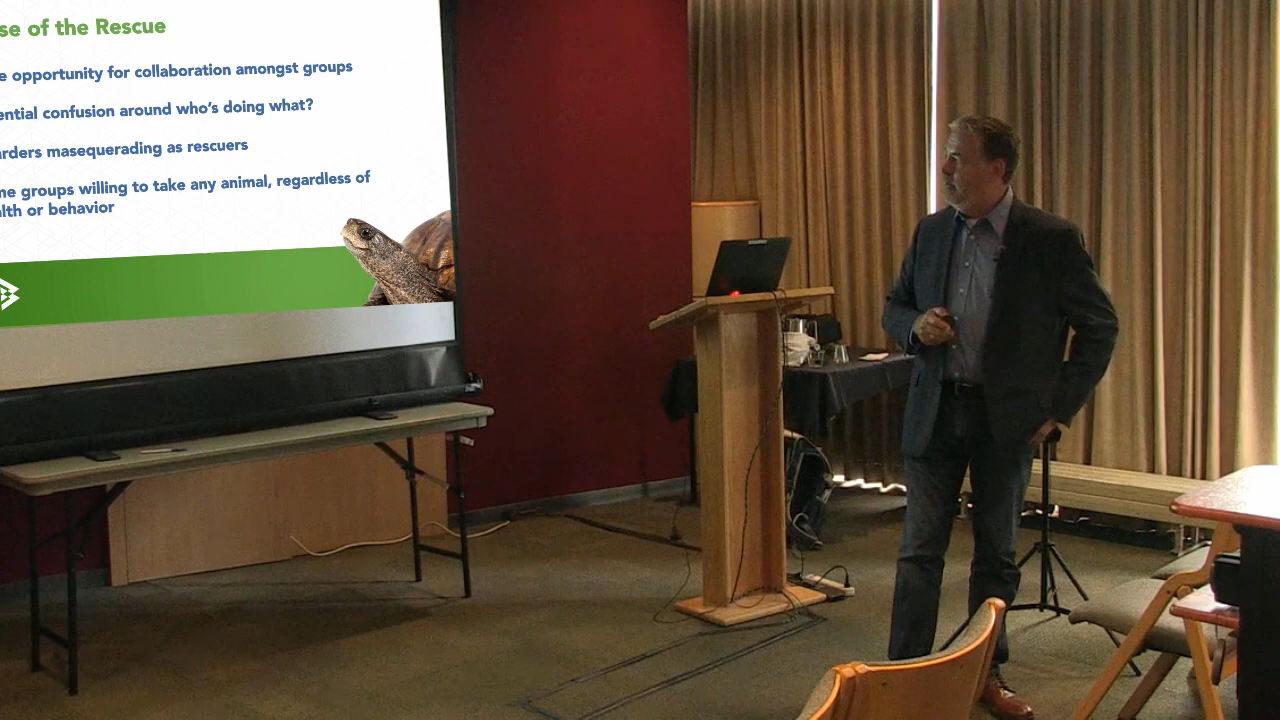 se of the Rescue
e opportunity for collaboration amongst groups
ential confusion around who's doing what?
arders masequerading as rescuers
me groups willing to take any animal, regardless of
alth or behavior